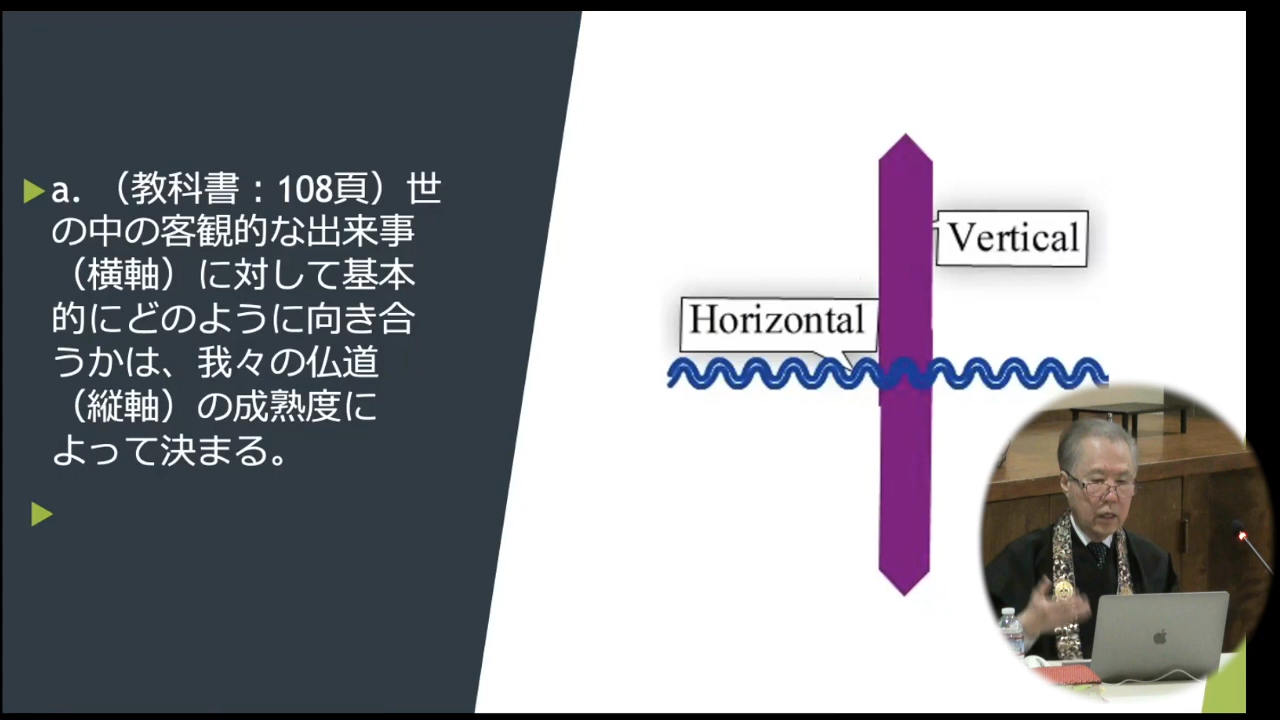 a. （教科書：108頁）世
の中の客観的な出来事
（横軸）に対して基本
的にどのように向き合
うかは、我々の仏道
（縦軸）の成熟度に
よって決まる。
Vertical
Horizontal